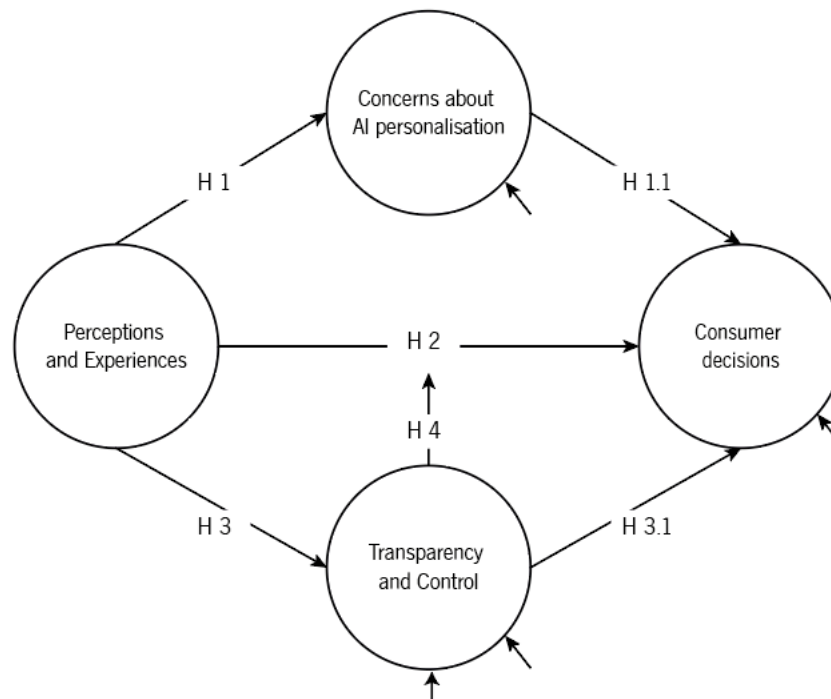 Concerns about
AI personalisation
H 1
H 1.1
Perceptions
and Experiences
H 2
Consumer
decisions
H 4
H 3
H 3.1
Transparency
and Control